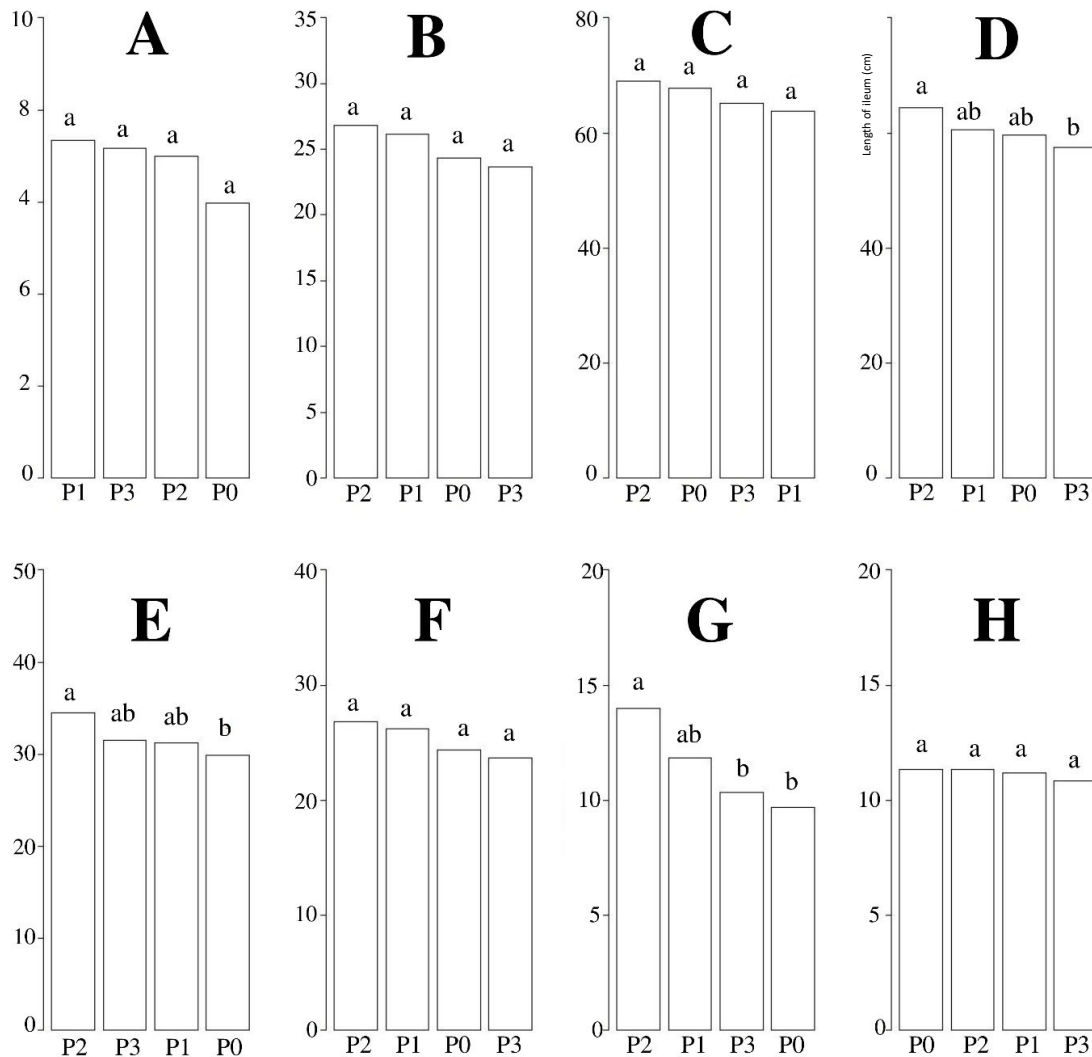 A
10
8
4
6
2
0
a a a a
P1 P3 P2 P0
B
35
30
25
20
15
10
5
0
a a a a
P2 P1 P0 P3
C
80
60
40
20
0
a a a a
P2 P0 P3 P1
D
Length of ileum (cm)
80
40
20
0
a ab ab b
P2 P1 P0 P3
E
50
40
30
20
10
0
a ab ab b
P2 P3 P1 P0
F
40
30
20
10
0
a a a a
P2 P1 P0 P3
G
20
15
10
5
0
a ab b b
P2 P1 P3 P0
H
20
15
10
5
0
a a a a
P0 P2 P1 P3